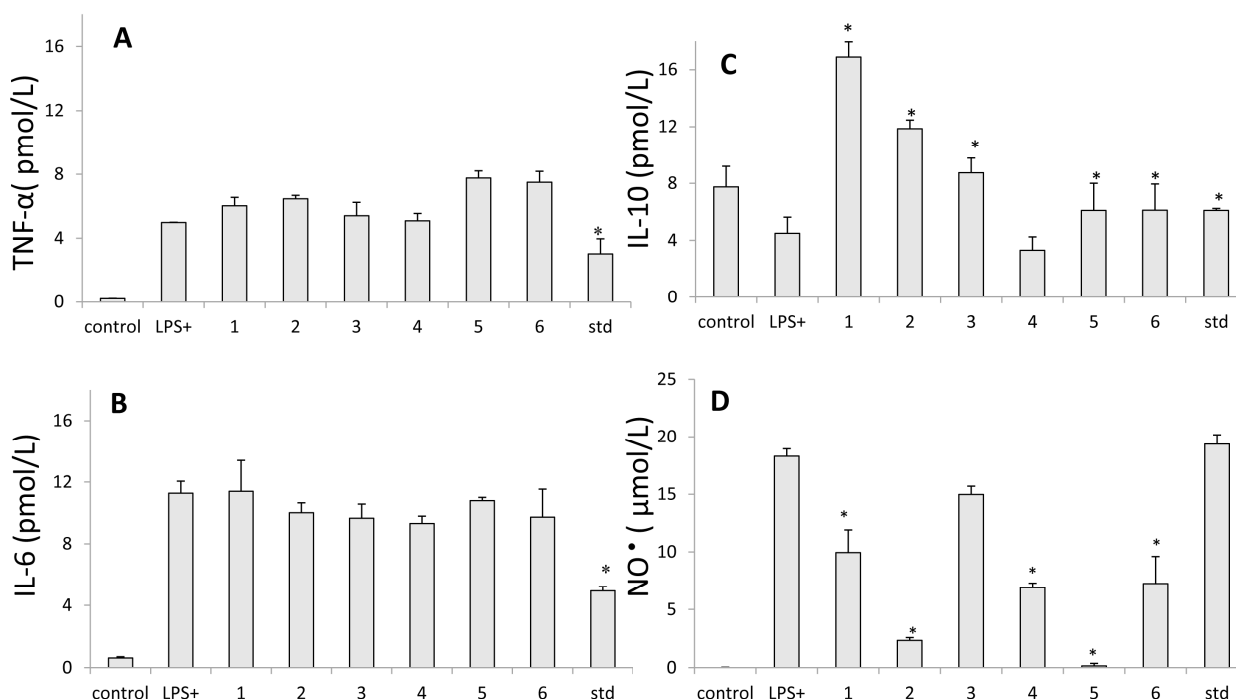 A
TNF-α( pmol/L)
16
12
8
4
0
*
control LPS+ 1 2 3 4 5 6 std
C
IL-10 (pmol/L)
16
12
8
4
0
* * * * * *
control LPS+ 1 2 3 4 5 6 std
B
IL-6 (pmol/L)
16
12
8
4
0
*
control LPS+ 1 2 3 4 5 6 std
D
NO• ( µmol/L)
25
20
15
10
5
0
* * * * *
control LPS+ 1 2 3 4 5 6 std